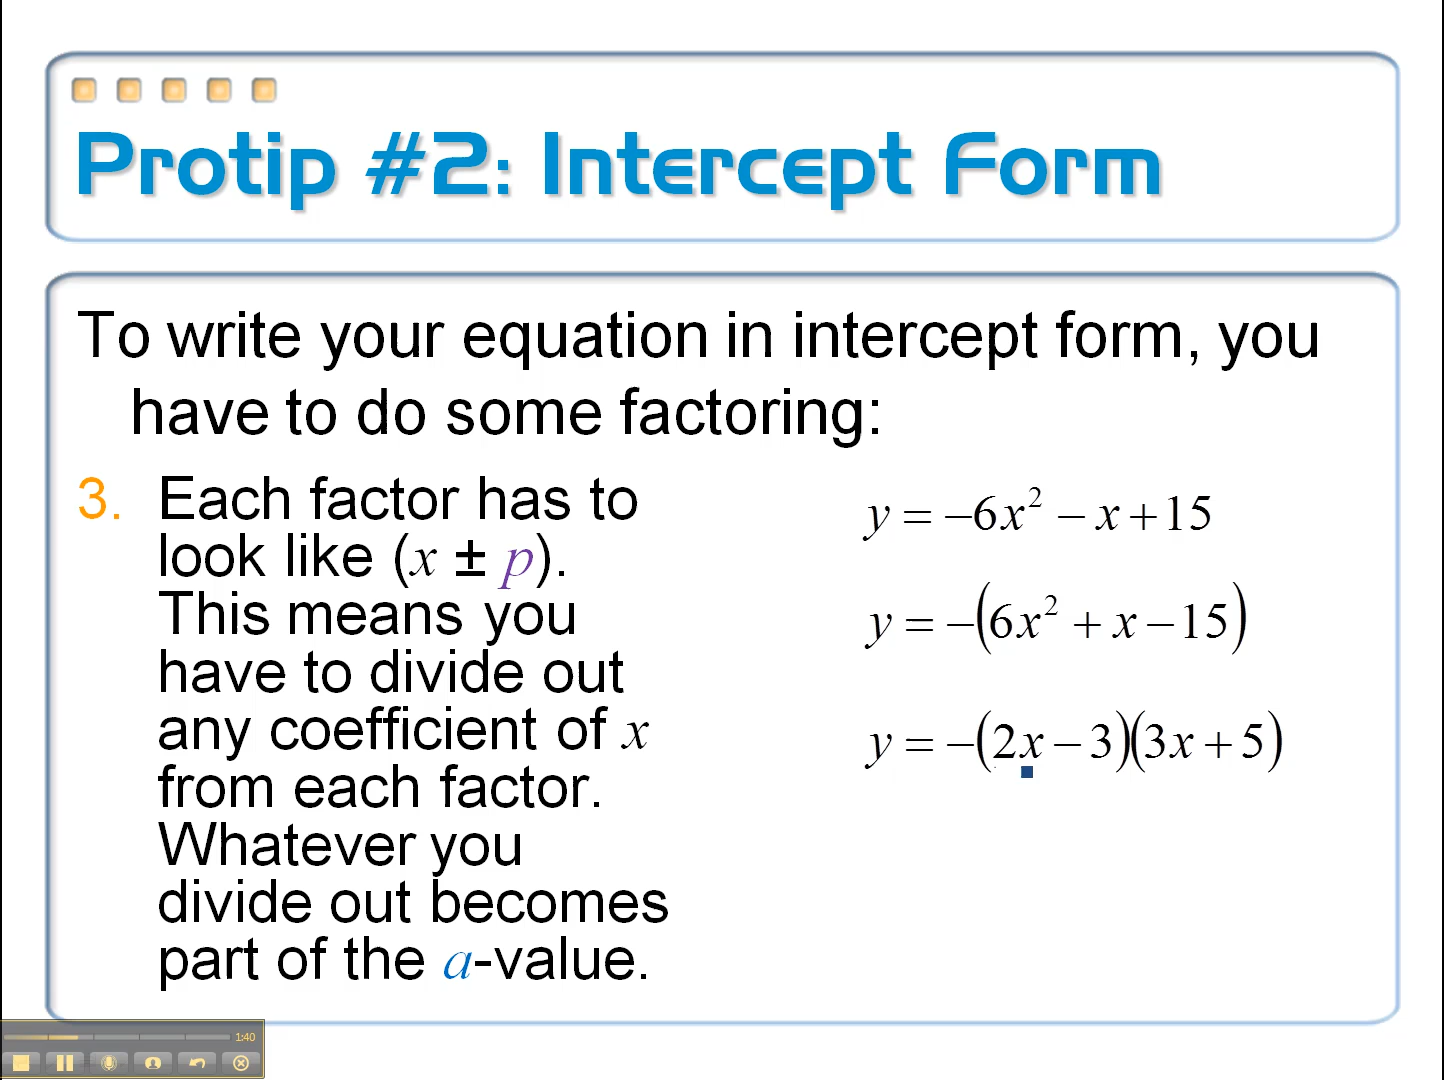 Protip #2: Intercept Form
To write your equation in intercept form, you
have to do some factoring:
3. Each factor has to
look like (x ± p).
This means you
have to divide out
any coefficient of x
from each factor.
Whatever you
divide out becomes
part of the a-value.
y = −6x² − x + 15
y = −(6x² + x − 15)
y = −(2x − 3)(3x + 5)
1:40